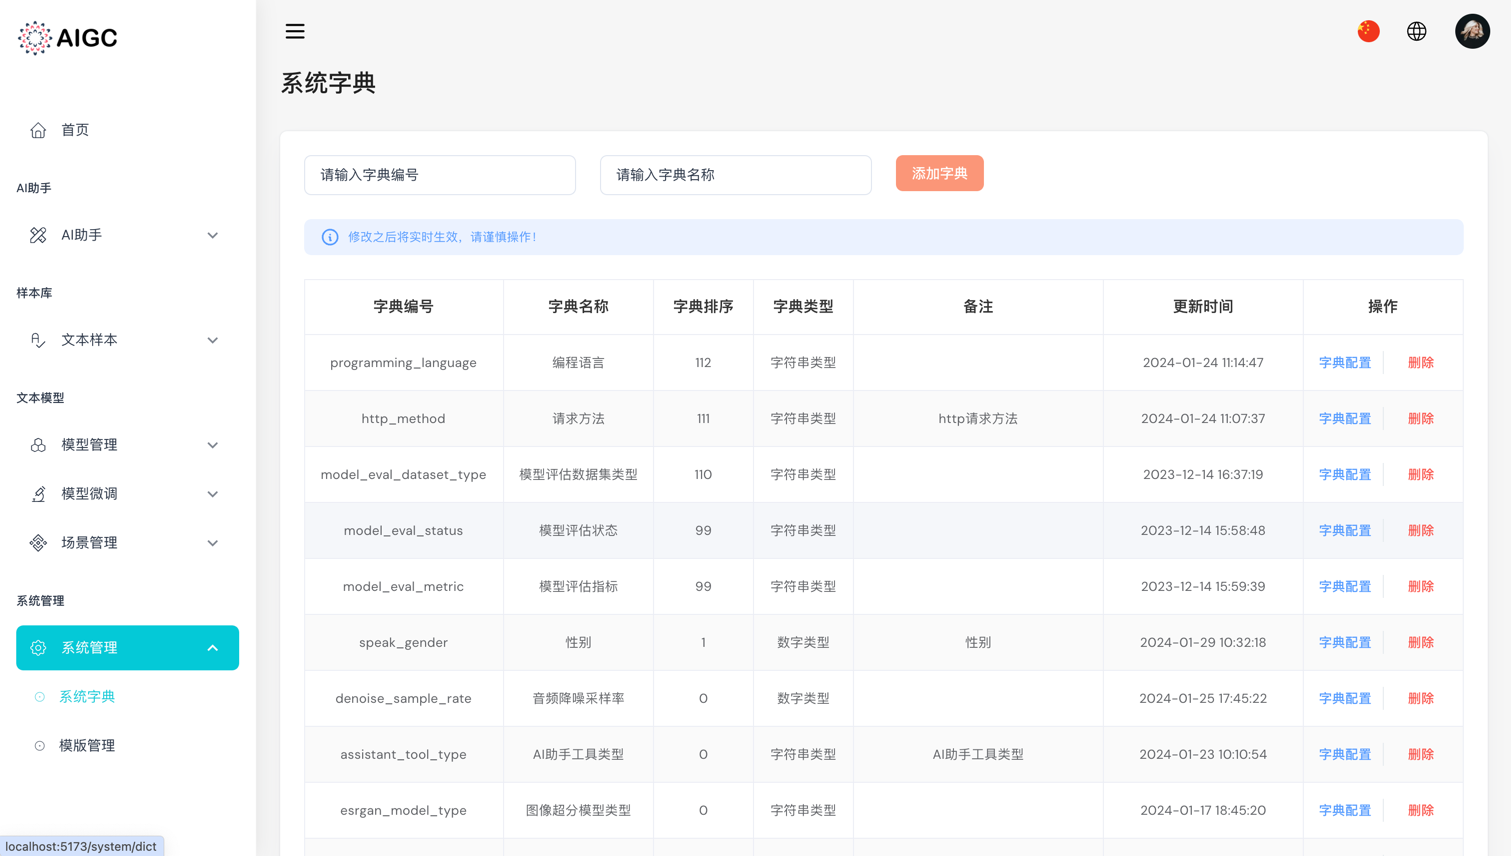 AIGC
系统字典
首页
AI助手
AI助手
样本库
文本样本
文本模型
模型管理
模型微调
场景管理
系统管理
系统管理
系统字典
模版管理
请输入字典编号 请输入字典名称 添加字典
修改之后将实时生效，请谨慎操作！
字典编号 字典名称 字典排序 字典类型 备注 更新时间 操作
programming_language 编程语言 112 字符串类型 2024-01-24 11:14:47 字典配置 删除
http_method 请求方法 111 字符串类型 http请求方法 2024-01-24 11:07:37 字典配置 删除
model_eval_dataset_type 模型评估数据集类型 110 字符串类型 2023-12-14 16:37:19 字典配置 删除
model_eval_status 模型评估状态 99 字符串类型 2023-12-14 15:58:48 字典配置 删除
model_eval_metric 模型评估指标 99 字符串类型 2023-12-14 15:59:39 字典配置 删除
speak_gender 性别 1 数字类型 性别 2024-01-29 10:32:18 字典配置 删除
denoise_sample_rate 音频降噪采样率 0 数字类型 2024-01-25 17:45:22 字典配置 删除
assistant_tool_type AI助手工具类型 0 字符串类型 AI助手工具类型 2024-01-23 10:10:54 字典配置 删除
esrgan_model_type 图像超分模型类型 0 字符串类型 2024-01-17 18:45:20 字典配置 删除
localhost:5173/system/dict